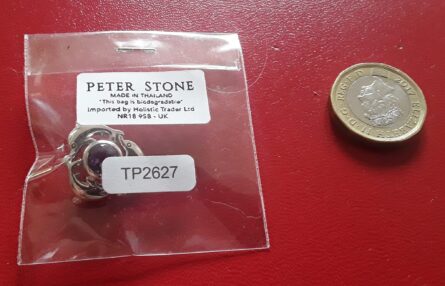 PETER STONE
MADE IN THAILAND
"This bag is biodegradable"
Imported by Holistic Trader Ltd
NR18 9SB - UK
TP2627